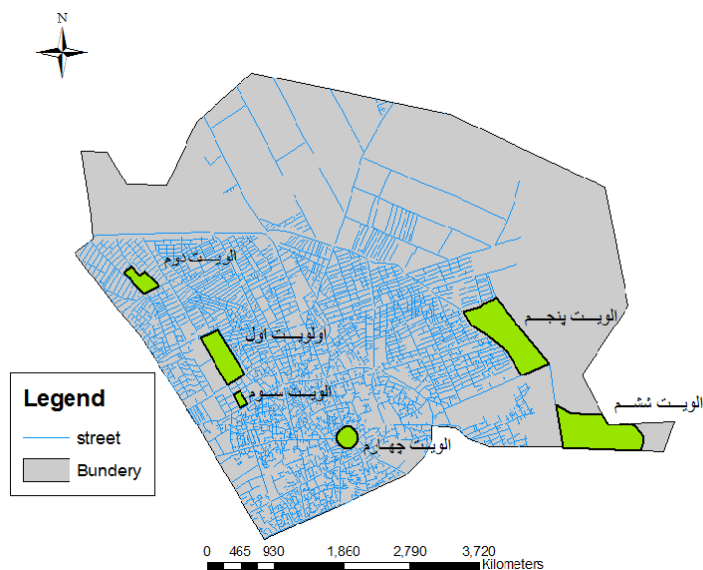 N
الویت دوم
الویت پنجم
اولویت اول
الویت سوم
الویت ششم
الویت چهارم
Legend
street
Bundery
0 465 930 1,860 2,790 3,720
Kilometers